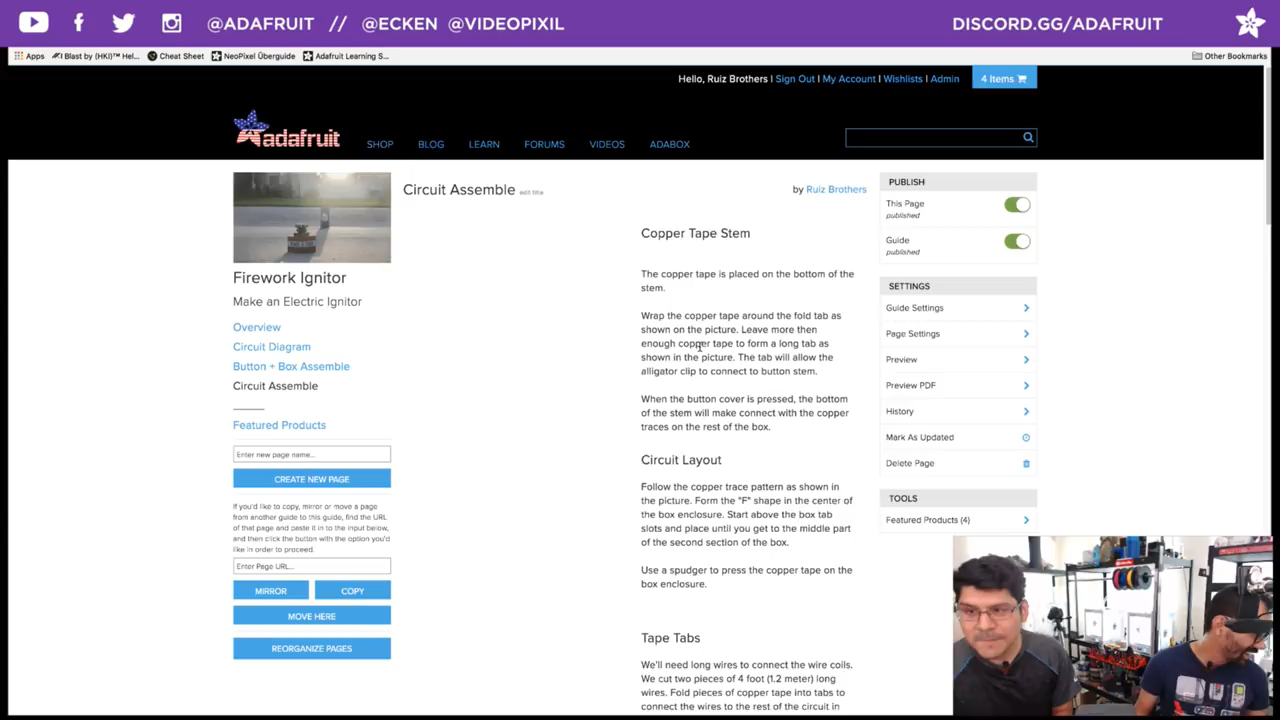 @ADAFRUIT // @ECKEN @VIDEOPIXIL
DISCORD.GG/ADAFRUIT
Apps
Blast by (HKI)™ Hel...
Cheat Sheet
NeoPixel Überguide
Adafruit Learning S...
Other Bookmarks
Hello, Ruiz Brothers | Sign Out | My Account | Wishlists | Admin
4 Items
adafruit
SHOP
BLOG
LEARN
FORUMS
VIDEOS
ADABOX
Firework Ignitor
Make an Electric Ignitor
Overview
Circuit Diagram
Button + Box Assemble
Circuit Assemble
Featured Products
Enter new page name...
CREATE NEW PAGE
If you'd like to copy, mirror or move a page
from another guide to this guide, find the URL
of that page and paste it in to the input below,
and then click the button with the option you'd
like in order to proceed.
Enter Page URL...
MIRROR
COPY
MOVE HERE
REORGANIZE PAGES
Circuit Assemble edit title
by Ruiz Brothers
Copper Tape Stem
The copper tape is placed on the bottom of the
stem.
Wrap the copper tape around the fold tab as
shown on the picture. Leave more then
enough copper tape to form a long tab as
shown in the picture. The tab will allow the
alligator clip to connect to button stem.
When the button cover is pressed, the bottom
of the stem will make connect with the copper
traces on the rest of the box.
Circuit Layout
Follow the copper trace pattern as shown in
the picture. Form the "F" shape in the center of
the box enclosure. Start above the box tab
slots and place until you get to the middle part
of the second section of the box.
Use a spudger to press the copper tape on the
box enclosure.
Tape Tabs
We'll need long wires to connect the wire coils.
We cut two pieces of 4 foot (1.2 meter) long
wires. Fold pieces of copper tape into tabs to
connect the wires to the rest of the circuit in
PUBLISH
This Page
published
Guide
published
SETTINGS
Guide Settings
Page Settings
Preview
Preview PDF
History
Mark As Updated
Delete Page
TOOLS
Featured Products (4)